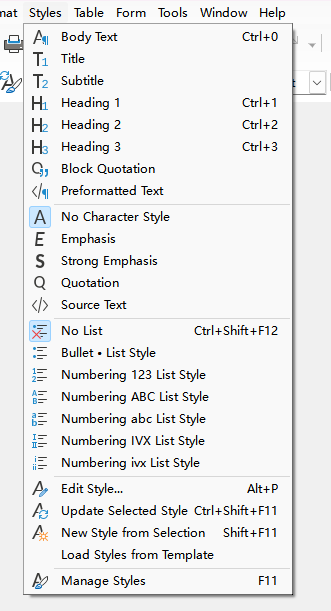 mat Styles Table Form Tools Window Help
Body Text Ctrl+0
Title
Subtitle
Heading 1 Ctrl+1
Heading 2 Ctrl+2
Heading 3 Ctrl+3
Block Quotation
Preformatted Text
No Character Style
Emphasis
Strong Emphasis
Quotation
Source Text
No List Ctrl+Shift+F12
Bullet • List Style
Numbering 123 List Style
Numbering ABC List Style
Numbering abc List Style
Numbering IVX List Style
Numbering ivx List Style
Edit Style... Alt+P
Update Selected Style Ctrl+Shift+F11
New Style from Selection Shift+F11
Load Styles from Template
Manage Styles F11